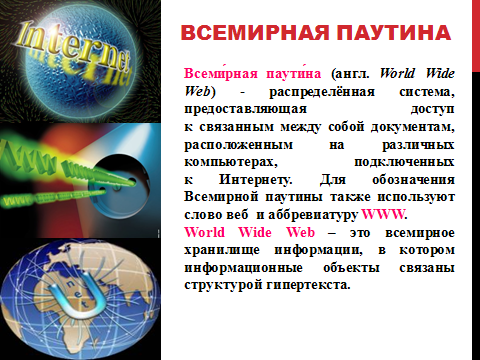 ВСЕМИРНАЯ ПАУТИНА
Всеми́рная паути́на (англ. World Wide
Web) - распределённая система,
предоставляющая доступ
к связанным между собой документам,
расположенным на различных
компьютерах, подключенных
к Интернету. Для обозначения
Всемирной паутины также используют
слово веб и аббревиатуру WWW.
World Wide Web – это всемирное
хранилище информации, в котором
информационные объекты связаны
структурой гипертекста.
Internet
Internet
WWW